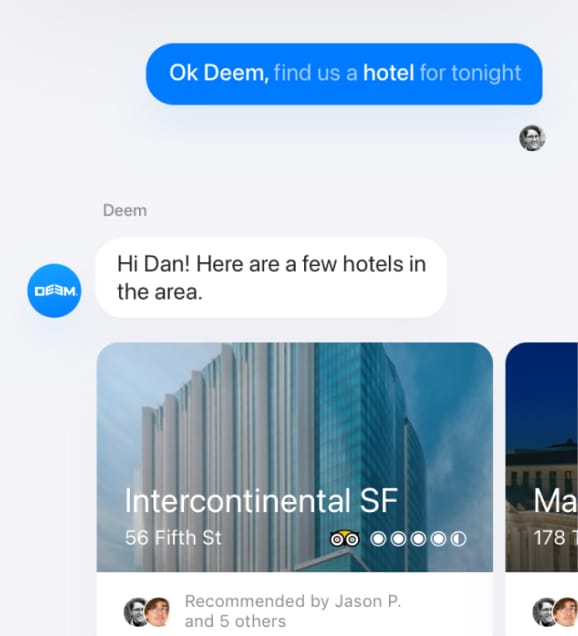 Ok Deem, find us a hotel for tonight
Deem
DEEM
Hi Dan! Here are a few hotels in
the area.
Intercontinental SF
56 Fifth St
Ma
178 T
Recommended by Jason P.
and 5 others